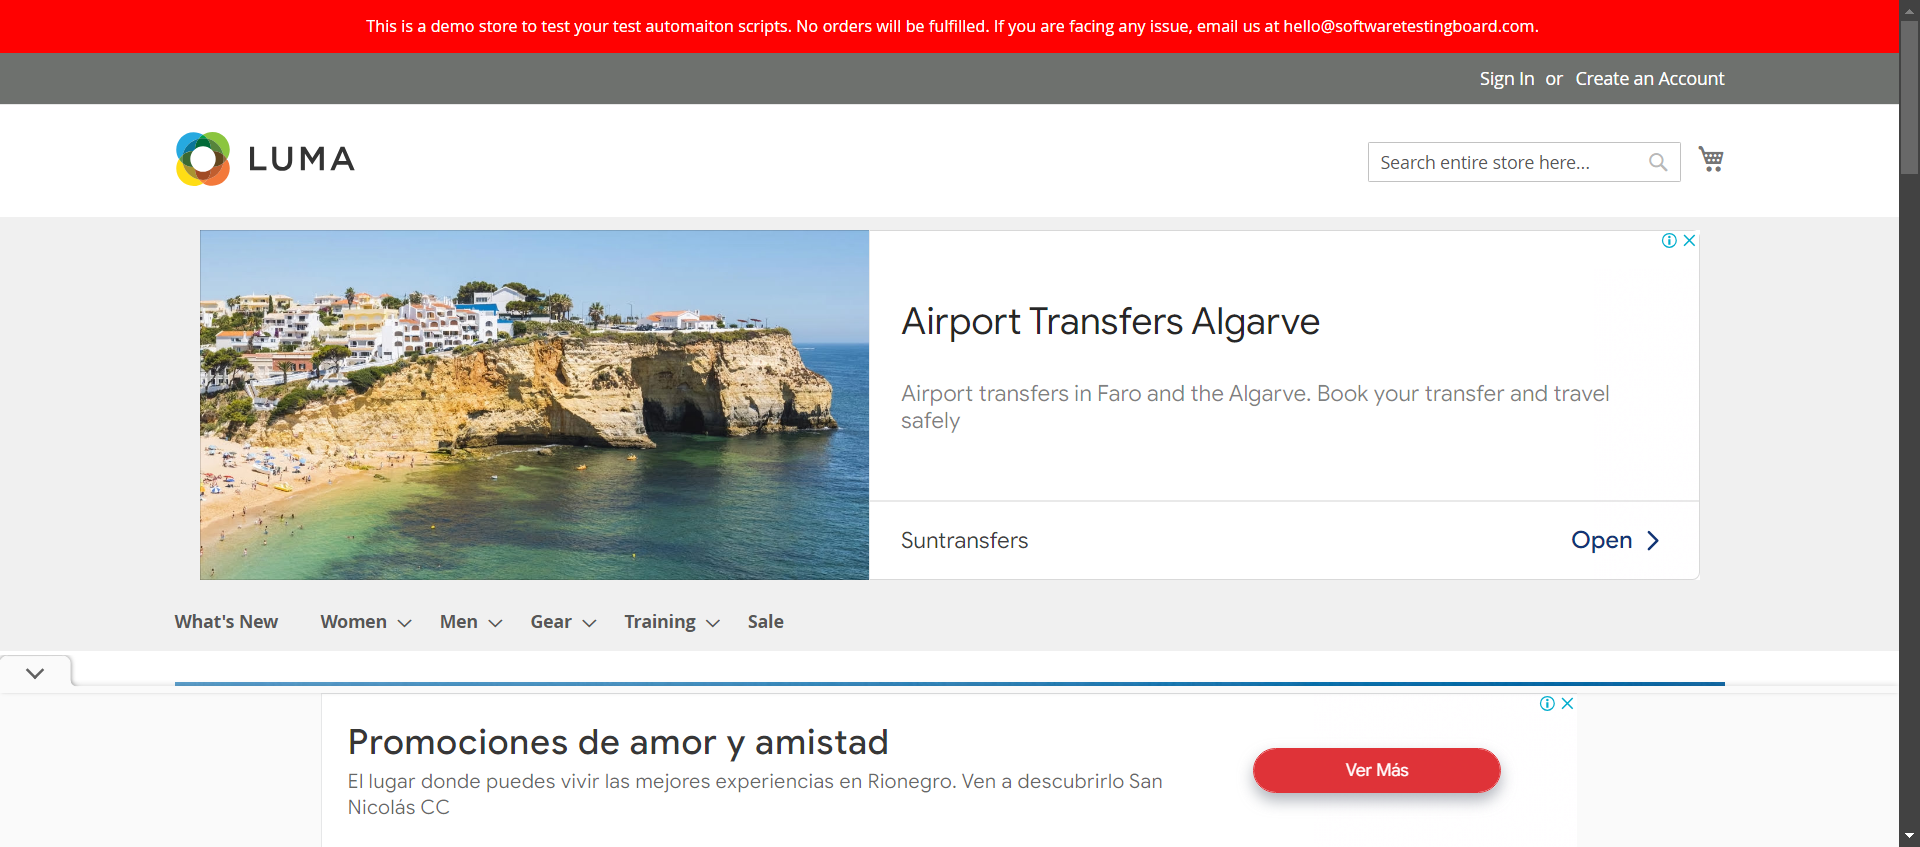 This is a demo store to test your test automaiton scripts. No orders will be fulfilled. If you are facing any issue, email us at hello@softwaretestingboard.com.
Sign In or Create an Account
LUMA
Search entire store here...
Airport Transfers Algarve
Airport transfers in Faro and the Algarve. Book your transfer and travel
safely
Suntransfers
Open
What's New Women Men Gear Training Sale
Promociones de amor y amistad
El lugar donde puedes vivir las mejores experiencias en Rionegro. Ven a descubrirlo San
Nicolás CC
Ver Más